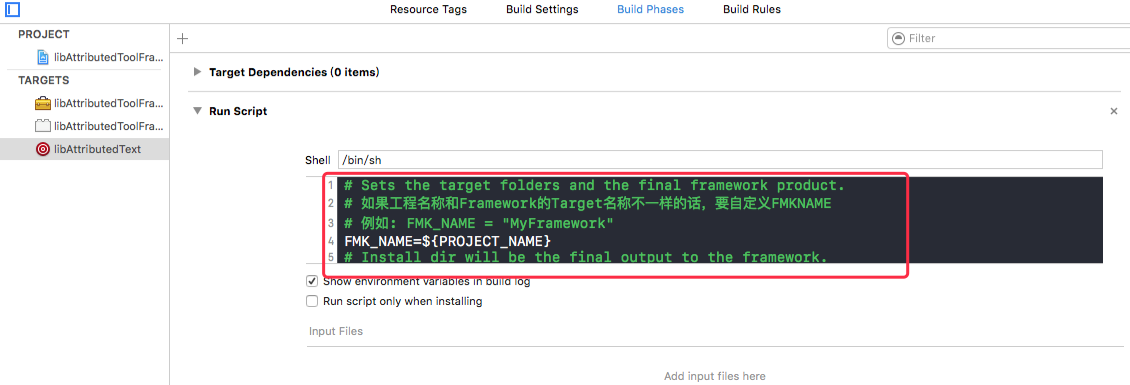 Resource Tags Build Settings Build Phases Build Rules
PROJECT
Filter
libAttributedToolFra...
Target Dependencies (0 items)
TARGETS
libAttributedToolFra...
Run Script
libAttributedToolFra...
libAttributedText
Shell /bin/sh
1 # Sets the target folders and the final framework product.
2 # 如果工程名称和Framework的Target名称不一样的话，要自定义FMKNAME
3 # 例如: FMK_NAME = "MyFramework"
4 FMK_NAME=${PROJECT_NAME}
5 # Install dir will be the final output to the framework.
Show environment variables in build log
Run script only when installing
Input Files
Add input files here